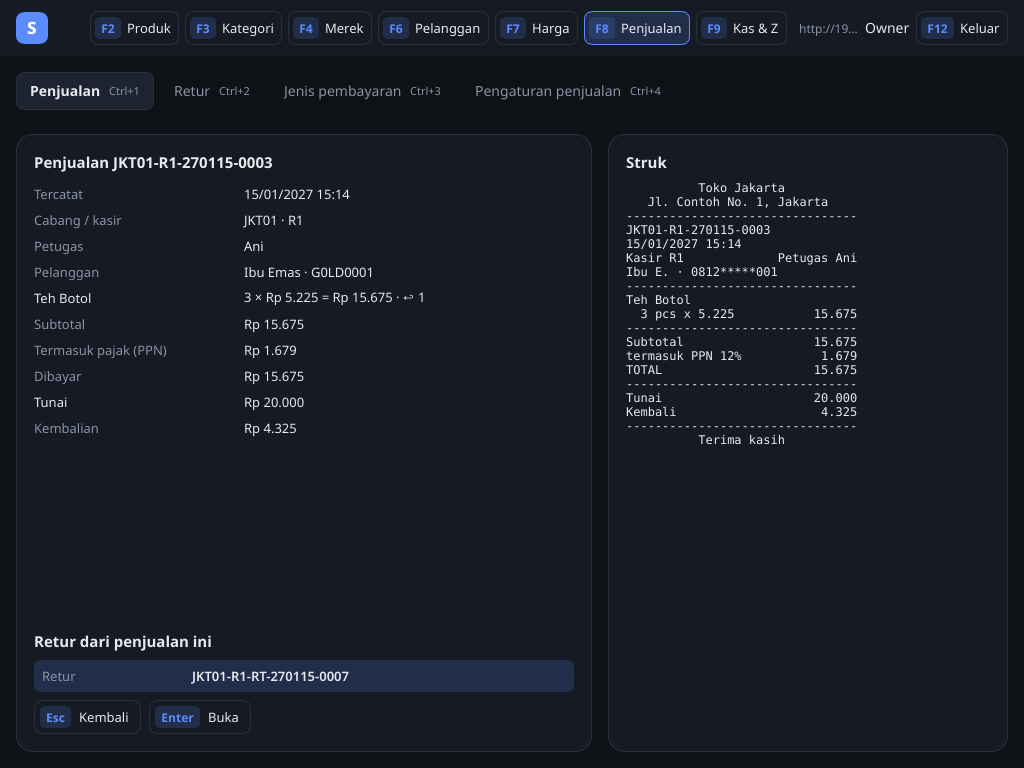 S F2 Produk F3 Kategori F4 Merek F6 Pelanggan F7 Harga F8 Penjualan F9 Kas & Z http://19... Owner F12 Keluar
Penjualan Ctrl+1 Retur Ctrl+2 Jenis pembayaran Ctrl+3 Pengaturan penjualan Ctrl+4
Penjualan JKT01-R1-270115-0003
Tercatat 15/01/2027 15:14
Cabang / kasir JKT01 · R1
Petugas Ani
Pelanggan Ibu Emas · G0LD0001
Teh Botol 3 × Rp 5.225 = Rp 15.675 · ↩ 1
Subtotal Rp 15.675
Termasuk pajak (PPN) Rp 1.679
Dibayar Rp 15.675
Tunai Rp 20.000
Kembalian Rp 4.325
Retur dari penjualan ini
Retur JKT01-R1-RT-270115-0007
Esc Kembali Enter Buka
Struk
Toko Jakarta
Jl. Contoh No. 1, Jakarta
--------------------------------
JKT01-R1-270115-0003
15/01/2027 15:14
Kasir R1 Petugas Ani
Ibu E. · 0812*****001
--------------------------------
Teh Botol
3 pcs x 5.225 15.675
--------------------------------
Subtotal 15.675
termasuk PPN 12% 1.679
TOTAL 15.675
--------------------------------
Tunai 20.000
Kembali 4.325
--------------------------------
Terima kasih